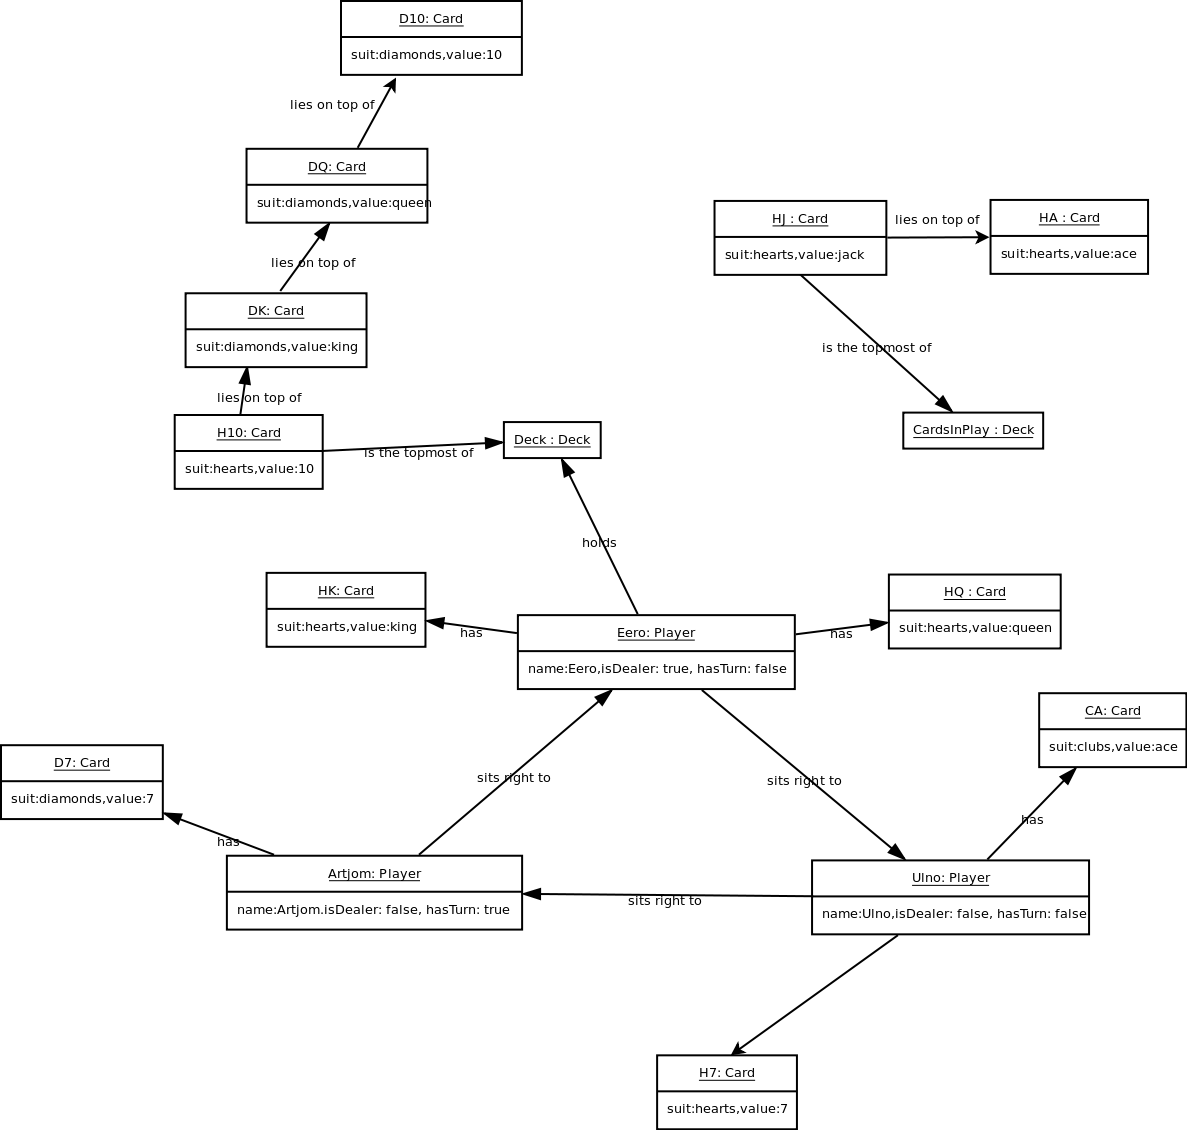 D10: Card
suit:diamonds,value:10
lies on top of
DQ: Card
suit:diamonds,value:queen
HJ : Card
suit:hearts,value:jack
lies on top of
HA : Card
suit:hearts,value:ace
lies on top of
DK: Card
suit:diamonds,value:king
is the topmost of
lies on top of
H10: Card
suit:hearts,value:10
is the topmost of
Deck : Deck
CardsInPlay : Deck
holds
HK: Card
suit:hearts,value:king
has
Eero: Player
name:Eero,isDealer: true, hasTurn: false
has
HQ : Card
suit:hearts,value:queen
CA: Card
suit:clubs,value:ace
D7: Card
suit:diamonds,value:7
sits right to
sits right to
has
has
Artjom: Player
name:Artjom.isDealer: false, hasTurn: true
sits right to
Ulno: Player
name:Ulno,isDealer: false, hasTurn: false
H7: Card
suit:hearts,value:7